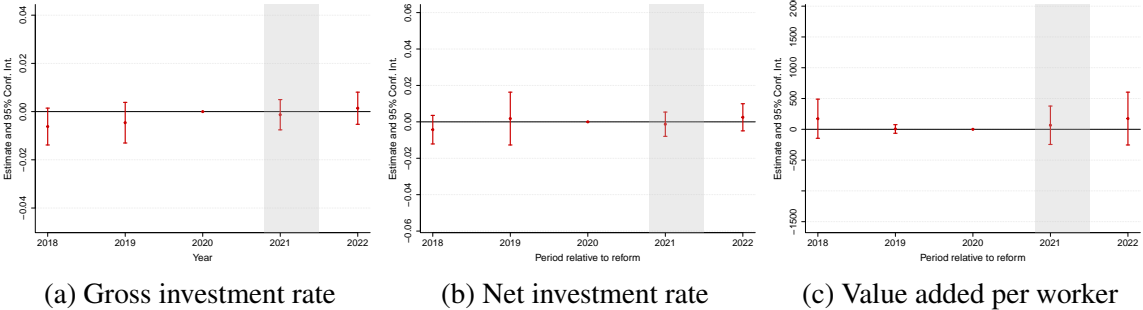 Estimate and 95% Conf. Int.
0.04
0.02
0.00
−0.02
−0.04
2018 2019 2020 2021 2022
Year
(a) Gross investment rate
Estimate and 95% Conf. Int.
0.06
0.04
0.02
0.00
−0.02
−0.04
−0.06
2018 2019 2020 2021 2022
Period relative to reform
(b) Net investment rate
Estimate and 95% Conf. Int.
2000
1500
1000
500
0
−500
−1500
2018 2019 2020 2021 2022
Period relative to reform
(c) Value added per worker